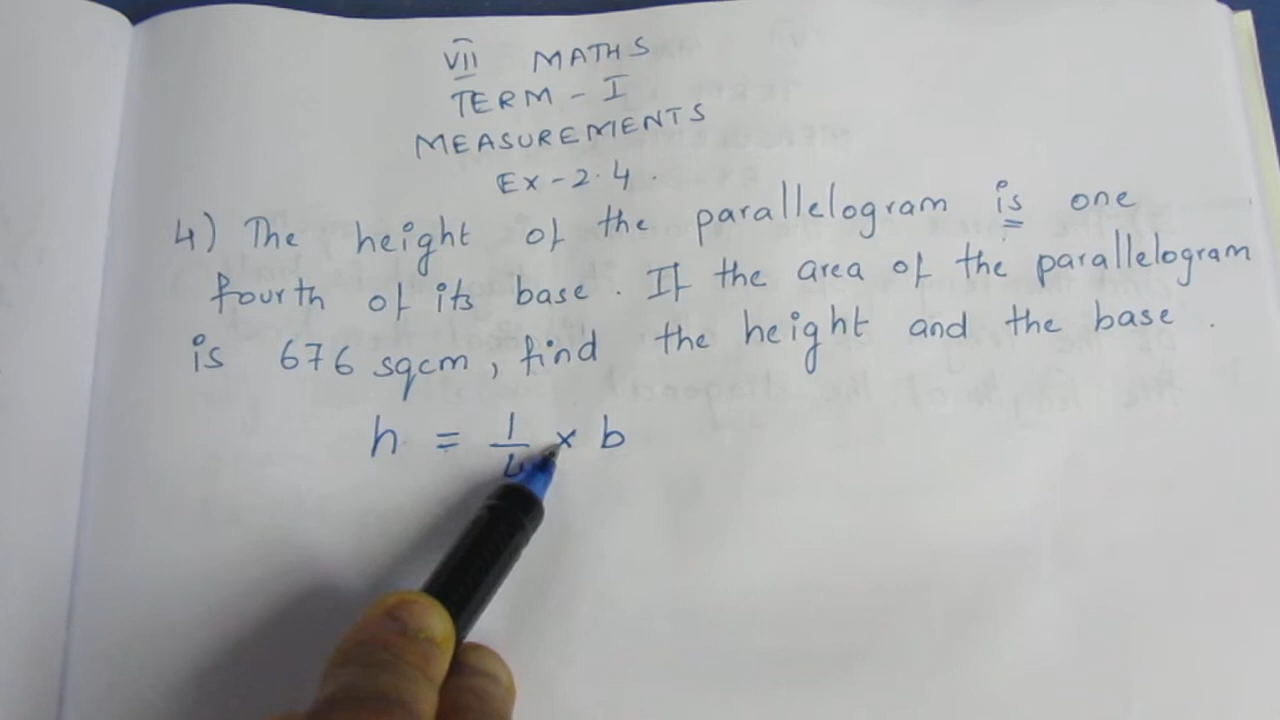 VII MATHS
TERM - I
MEASUREMENTS
Ex - 2.4.
4) The height of the parallelogram is one
fourth of its base. If the area of the parallelogram
is 676 sqcm, find the height and the base.
h = 1/4 × b